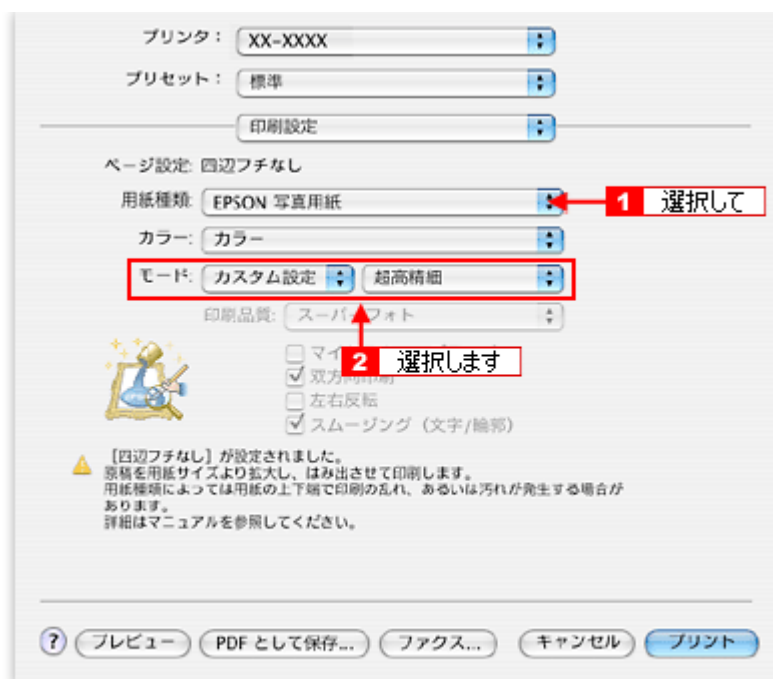 プリンタ： XX-XXXX
プリセット： 標準
印刷設定
ページ設定: 四辺フチなし
用紙種類: EPSON 写真用紙
1 選択して
カラー: カラー
モード: カスタム設定 超高精細
印刷品質: スーパーフォト
マイ
2 選択します
双方向印刷
左右反転
スムージング（文字/輪郭）
[四辺フチなし] が設定されました。
原稿を用紙サイズより拡大し、はみ出させて印刷します。
用紙種類によっては用紙の上下端で印刷の乱れ、あるいは汚れが発生する場合が
あります。
詳細はマニュアルを参照してください。
? プレビュー PDF として保存... ファクス... キャンセル プリント